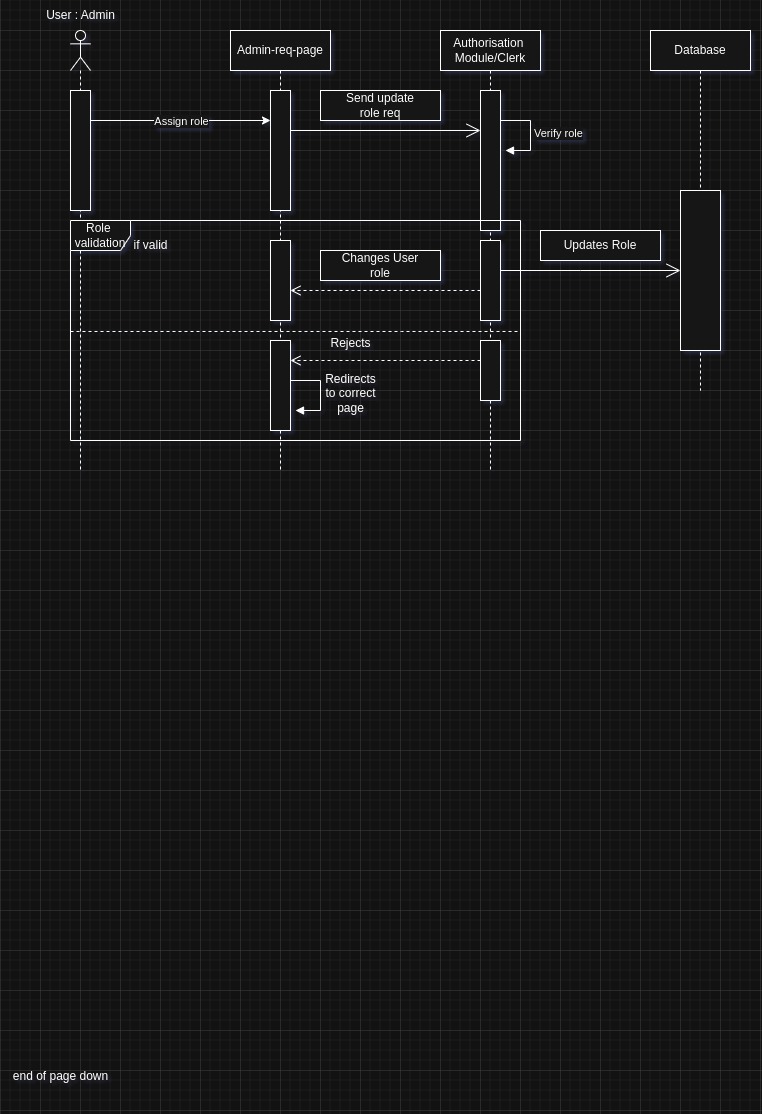 User : Admin
Admin-req-page
Authorisation
Module/Clerk
Database
Send update
role req
Assign role
Verify role
Role
validation
if valid
Changes User
role
Updates Role
Rejects
Redirects
to correct
page
end of page down